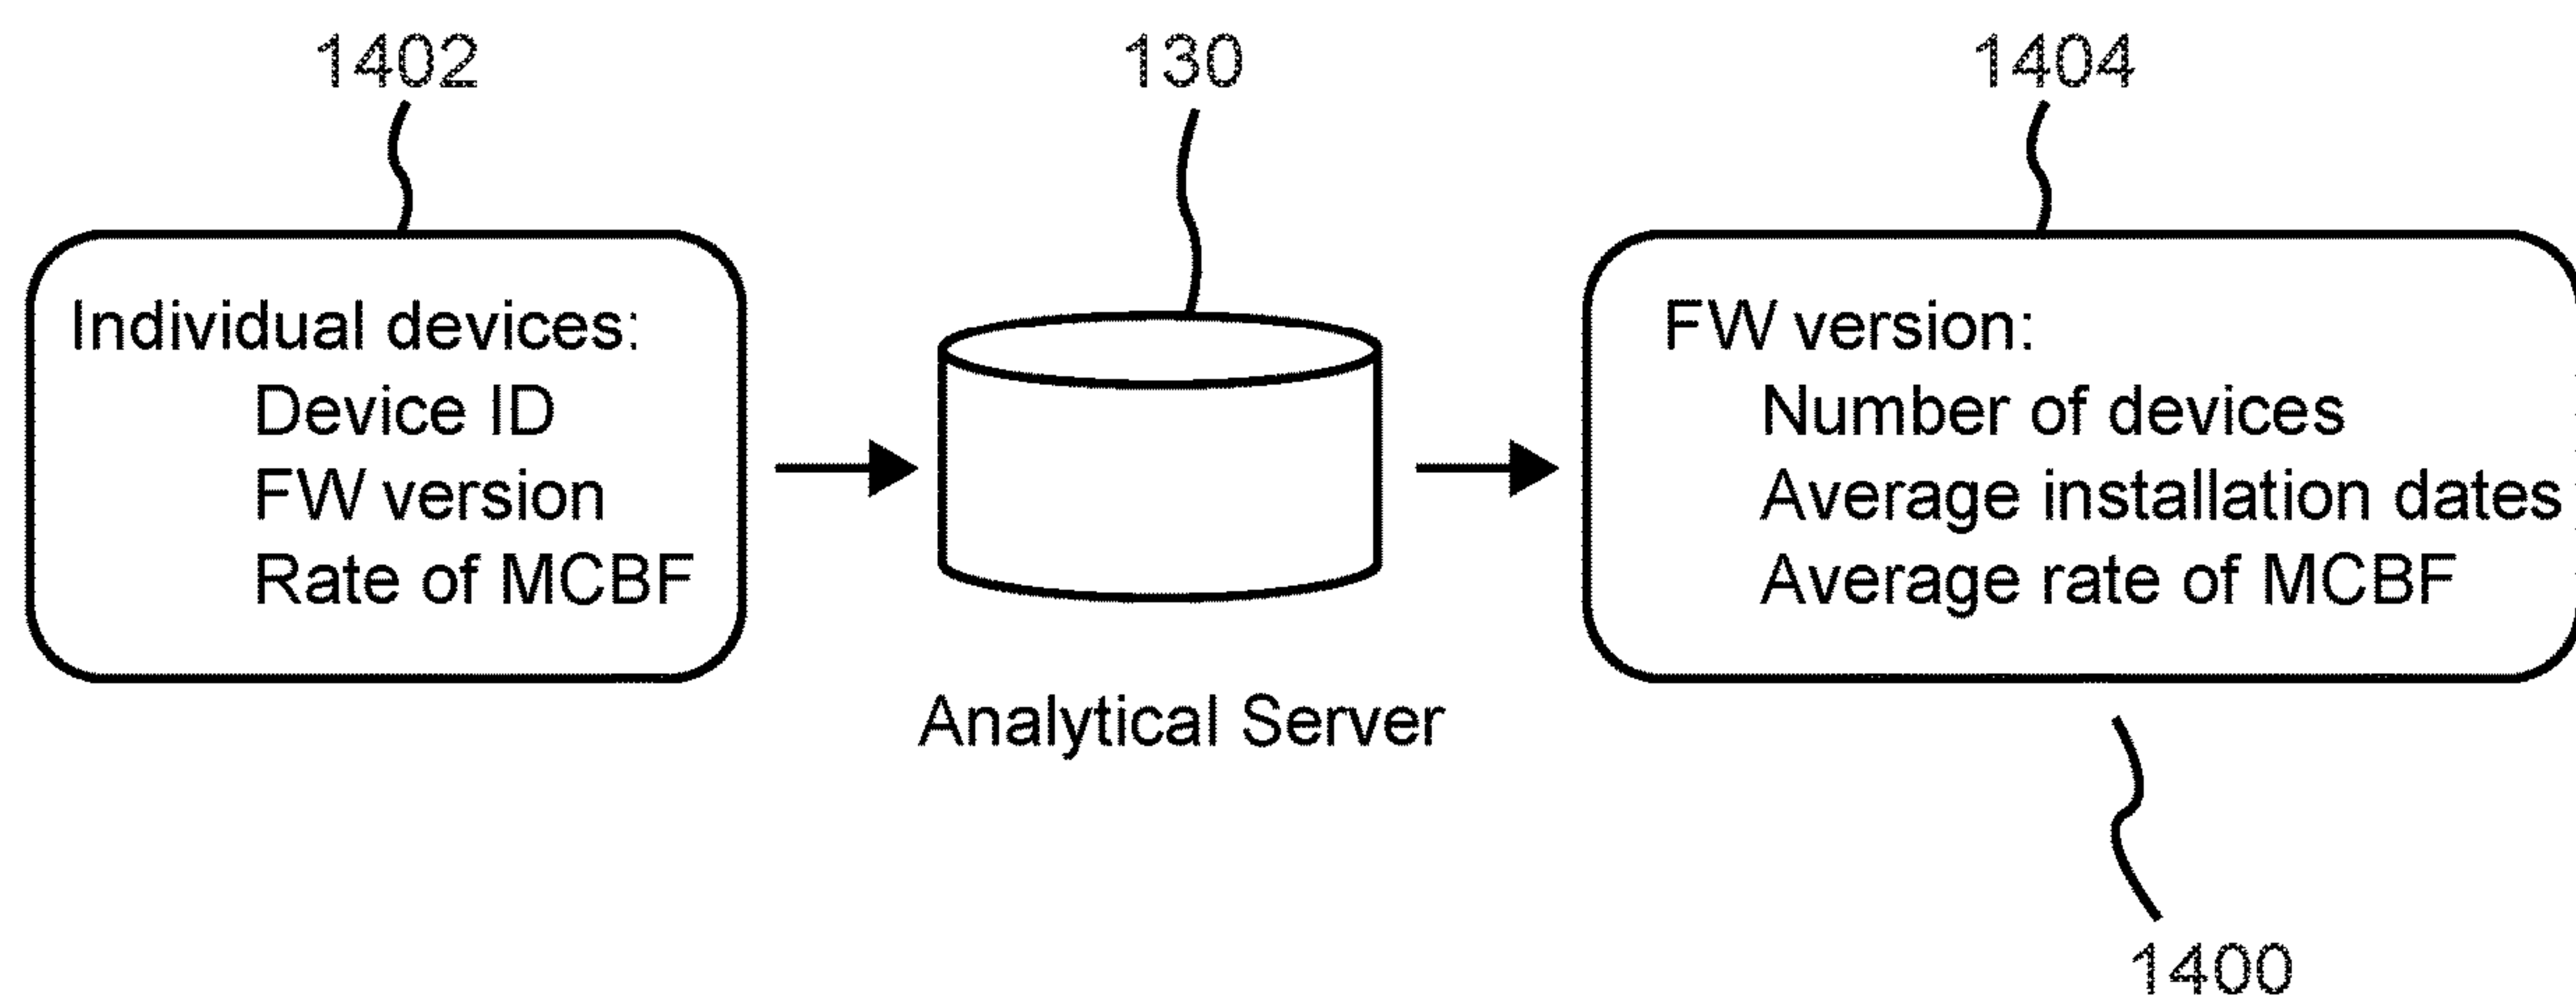 1402
130
1404
Individual devices:
Device ID
FW version
Rate of MCBF
FW version:
Number of devices
Average installation dates
Average rate of MCBF
Analytical Server
1400